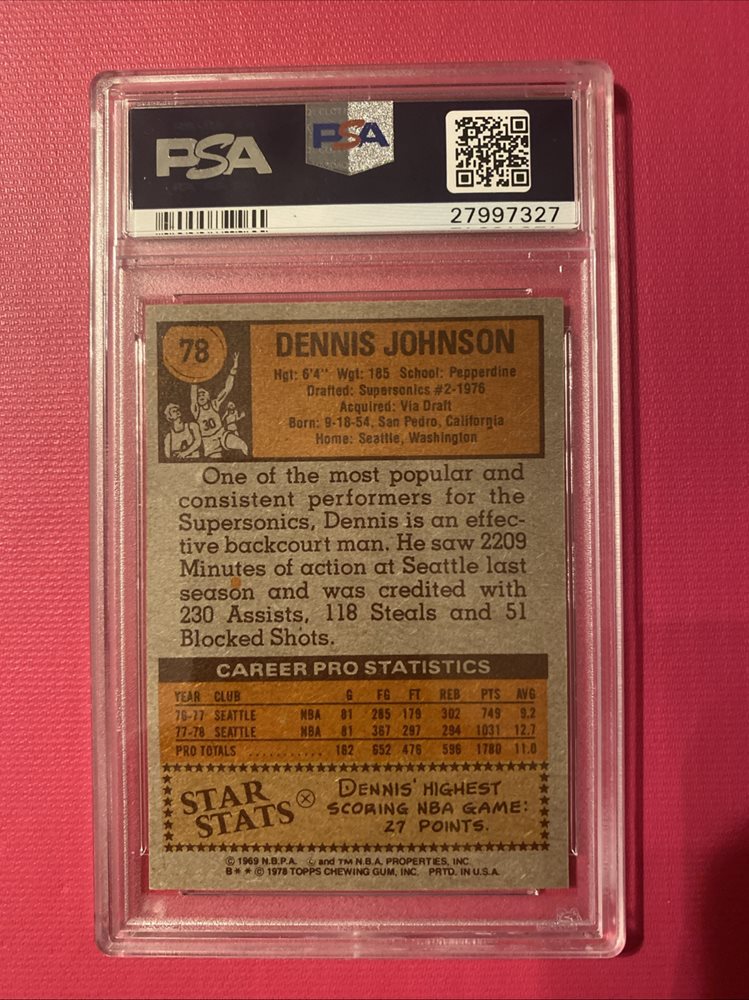 PSA
PSA
27997327
78
30
DENNIS JOHNSON
Hgt: 6'4" Wgt: 185 School: Pepperdine
Drafted: Supersonics #2-1976
Acquired: Via Draft
Born: 9-18-54, San Pedro, California
Home: Seattle, Washington
One of the most popular and
consistent performers for the
Supersonics, Dennis is an effec-
tive backcourt man. He saw 2209
Minutes of action at Seattle last
season and was credited with
230 Assists, 118 Steals and 51
Blocked Shots.
CAREER PRO STATISTICS
YEAR CLUB G FG FT REB PTS AVG
76-77 SEATTLE NBA 81 285 179 302 749 9.2
77-78 SEATTLE NBA 81 367 297 294 1031 12.7
PRO TOTALS ........... 162 652 476 596 1780 11.0
STAR STATS
DENNIS' HIGHEST
SCORING NBA GAME:
27 POINTS.
© 1969 N.B.P.A. © and TM N.B.A. PROPERTIES, INC.
B * * © 1978 TOPPS CHEWING GUM, INC. PRTD. IN U.S.A.
PSA